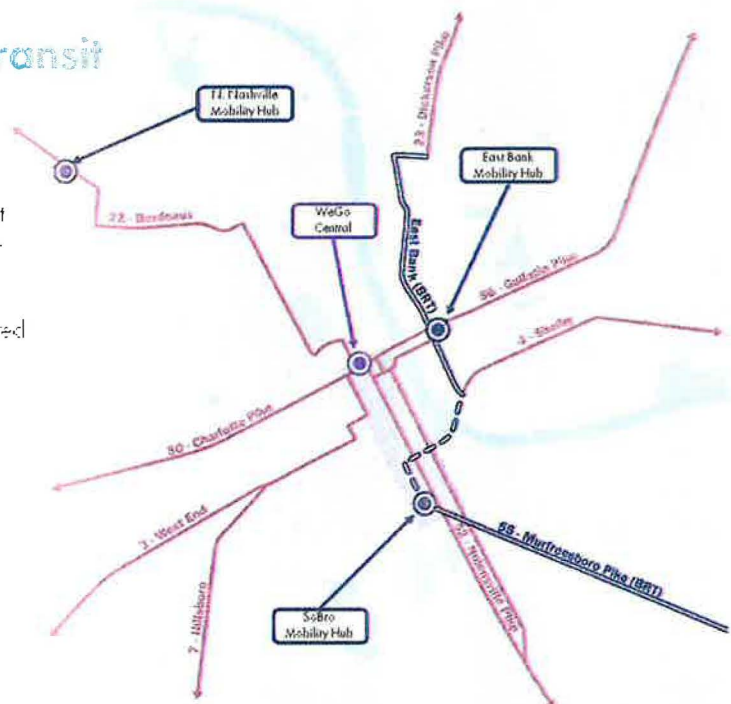 ransit
N. Nashville
Mobility Hub
23 - Dickerson Pike
East Bank
Mobility Hub
t
WeGo
Central
22 - Bordeaux
East Bank (BRT)
56 - Gallatin Pike
ed
4 - Shelby
50 - Charlotte Pike
3 - West End
55 - Murfreesboro Pike (BRT)
52 - Nolensville Pike
7 - Hillsboro
SoBro
Mobility Hub